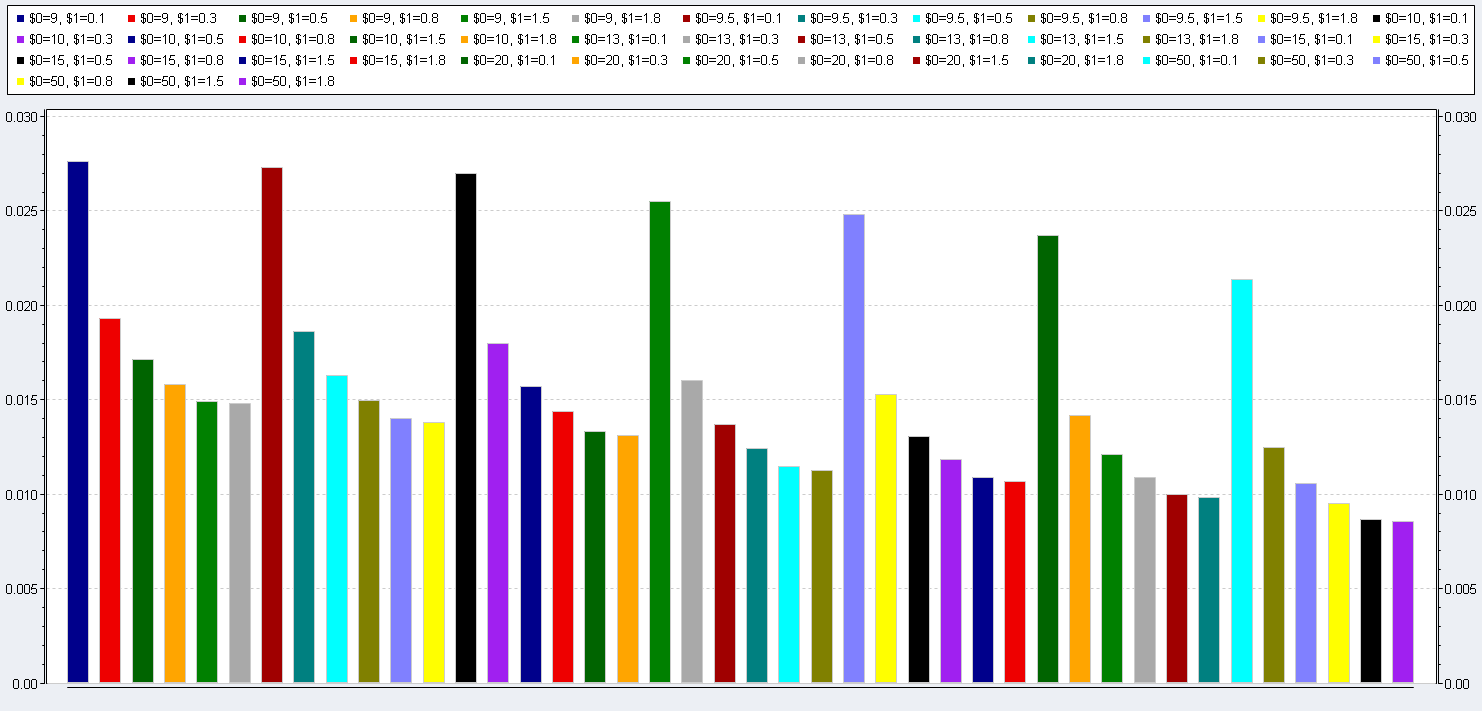 $0=9, $1=0.1 $0=9, $1=0.3 $0=9, $1=0.5 $0=9, $1=0.8 $0=9, $1=1.5 $0=9, $1=1.8 $0=9.5, $1=0.1 $0=9.5, $1=0.3 $0=9.5, $1=0.5 $0=9.5, $1=0.8 $0=9.5, $1=1.5 $0=9.5, $1=1.8 $0=10, $1=0.1
$0=10, $1=0.3 $0=10, $1=0.5 $0=10, $1=0.8 $0=10, $1=1.5 $0=10, $1=1.8 $0=13, $1=0.1 $0=13, $1=0.3 $0=13, $1=0.5 $0=13, $1=0.8 $0=13, $1=1.5 $0=13, $1=1.8 $0=15, $1=0.1 $0=15, $1=0.3
$0=15, $1=0.5 $0=15, $1=0.8 $0=15, $1=1.5 $0=15, $1=1.8 $0=20, $1=0.1 $0=20, $1=0.3 $0=20, $1=0.5 $0=20, $1=0.8 $0=20, $1=1.5 $0=20, $1=1.8 $0=50, $1=0.1 $0=50, $1=0.3 $0=50, $1=0.5
$0=50, $1=0.8 $0=50, $1=1.5 $0=50, $1=1.8
0.030 0.030
0.025 0.025
0.020 0.020
0.015 0.015
0.010 0.010
0.005 0.005
0.00 0.00